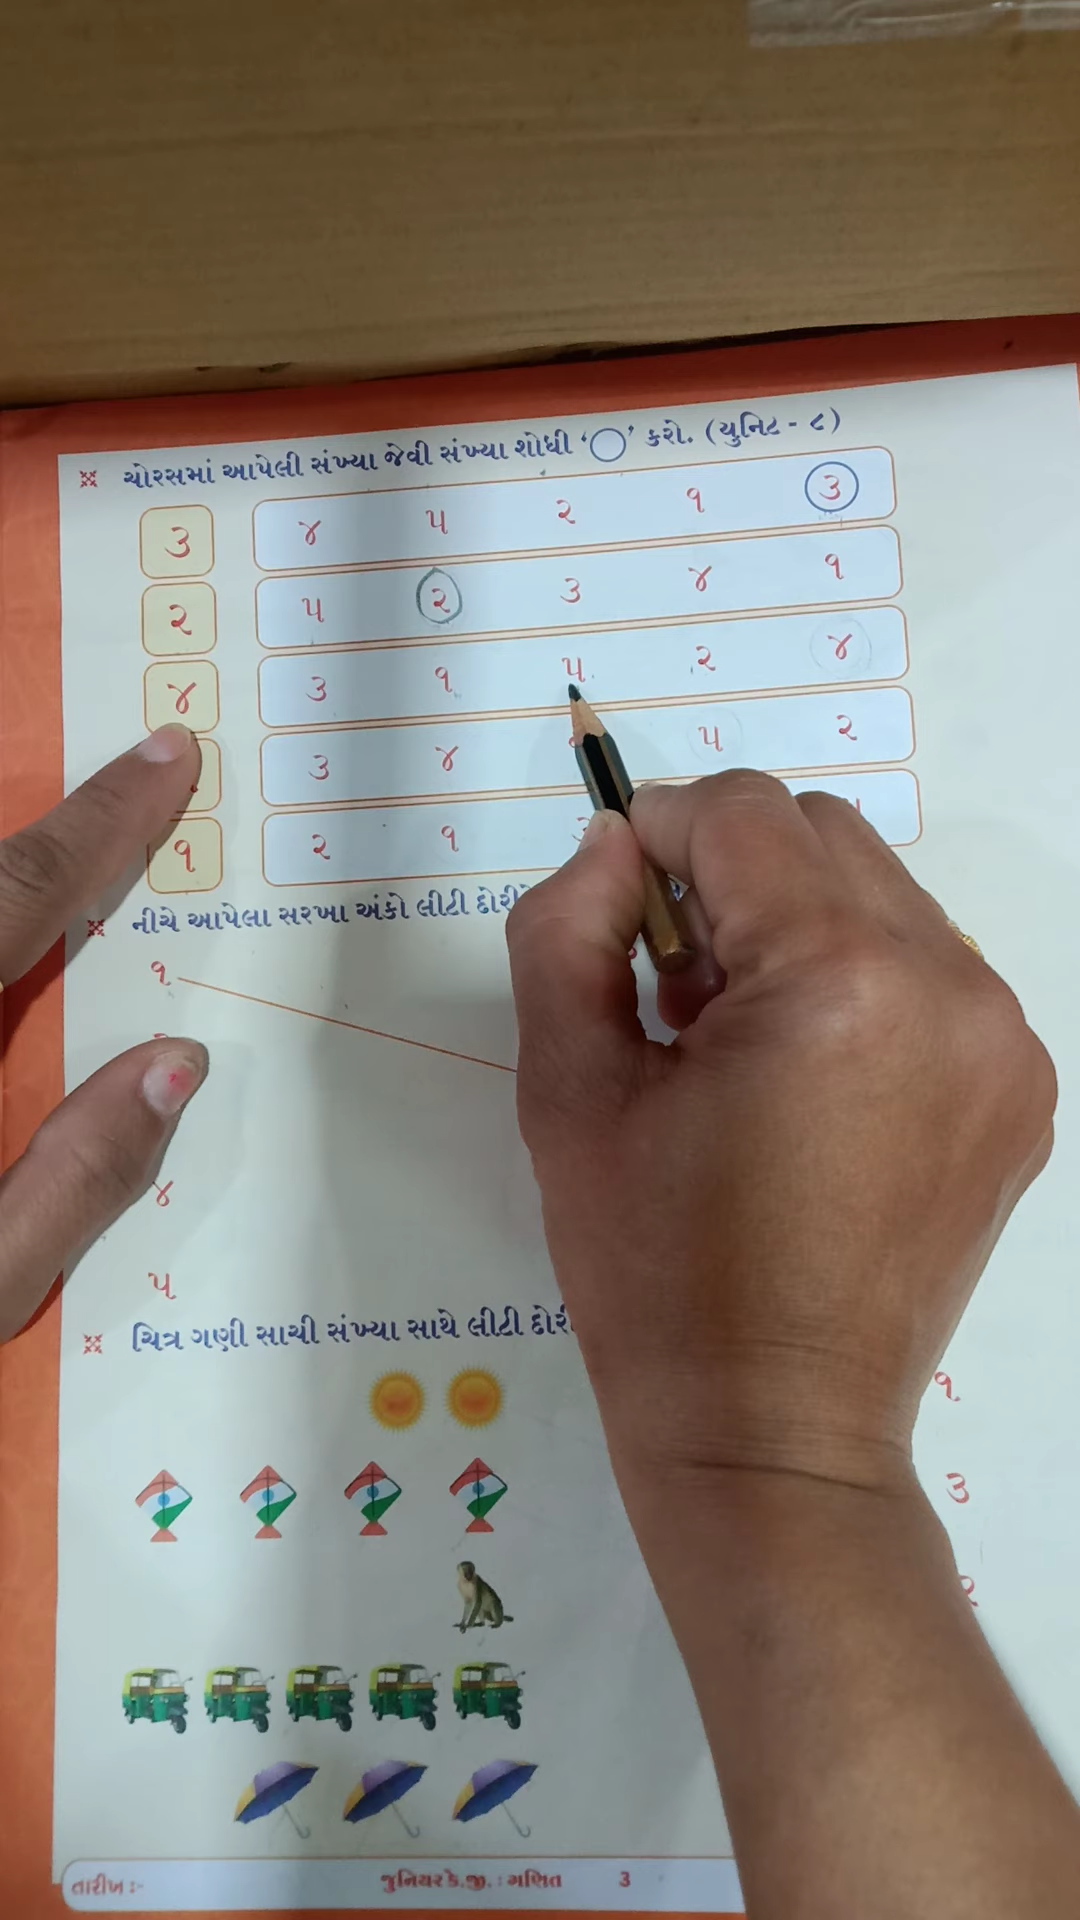 ચોરસમાં આપેલી સંખ્યા જેવી સંખ્યા શોધી ‘◯’ કરો. (યુનિટ - ૮)
૩ ૪ ૫ ૨ ૧ ૩
૨ ૫ ૨ ૩ ૪ ૧
૪ ૩ ૧ ૫ ૨ ૪
૩ ૪ ૫ ૨
૧ ૨ ૧
નીચે આપેલા સરખા અંકો લીટી
૧
૪
૫
ચિત્ર ગણી સાચી સંખ્યા સાથે લીટી
૧
૩
તારીખ :-
જુનિયર કે.જી. : ગણિત 3